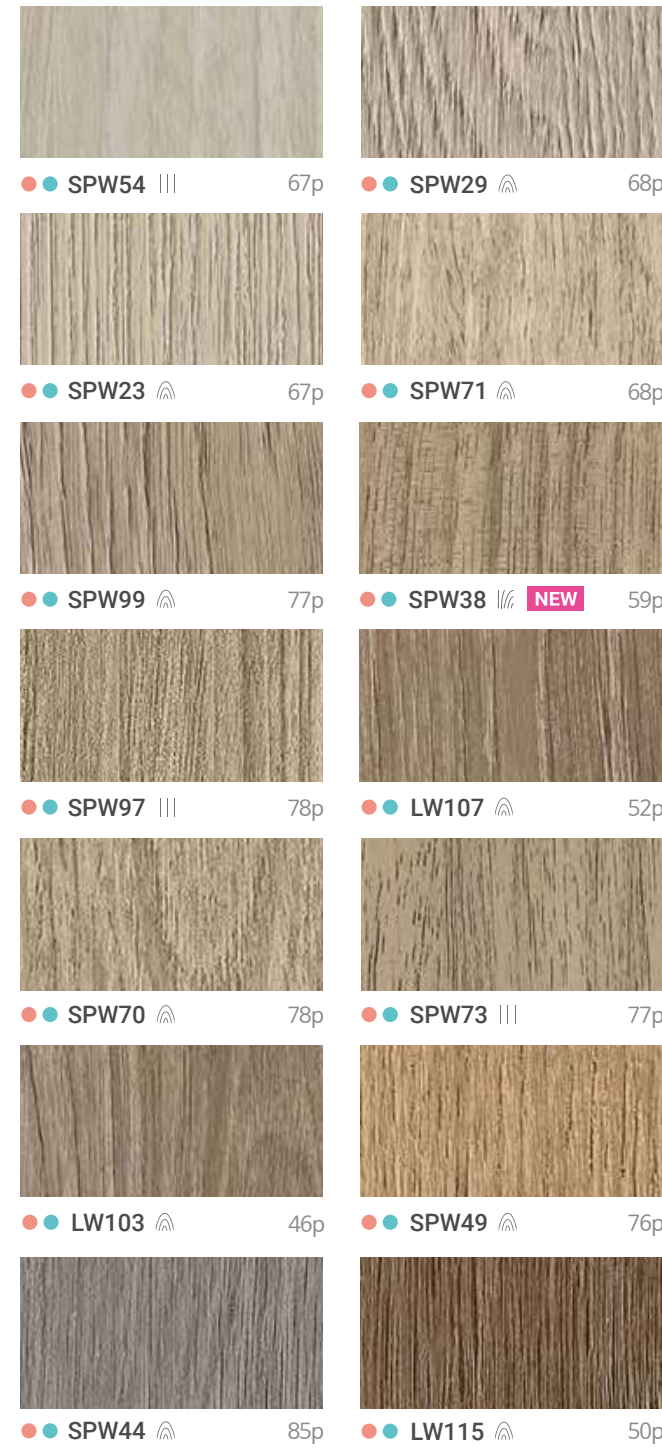 SPW54 67p SPW29 68p
SPW23 67p SPW71 68p
SPW99 77p SPW38 NEW 59p
SPW97 78p LW107 52p
SPW70 78p SPW73 77p
LW103 46p SPW49 76p
SPW44 85p LW115 50p